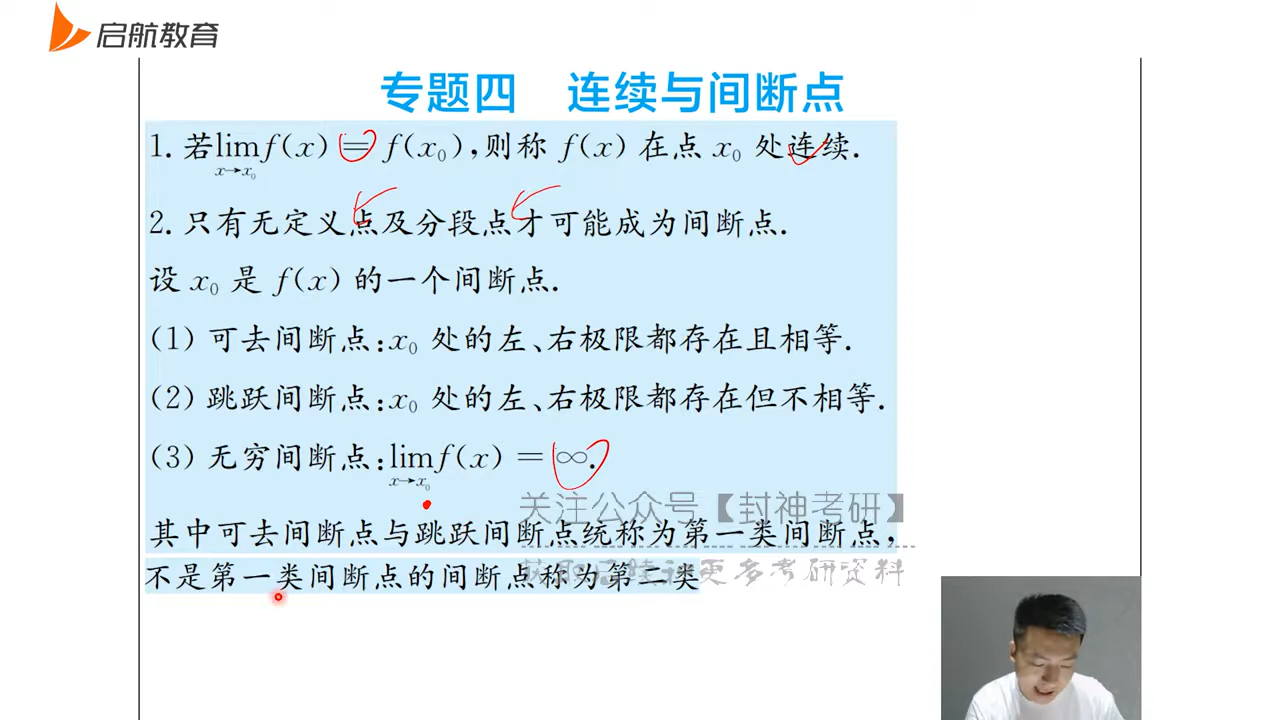 启航教育
专题四 连续与间断点
1. 若lim f(x) = f(x₀),则称 f(x) 在点 x₀ 处连续.
x→x₀
2. 只有无定义点及分段点才可能成为间断点.
设 x₀ 是 f(x) 的一个间断点.
(1) 可去间断点:x₀ 处的左、右极限都存在且相等.
(2) 跳跃间断点:x₀ 处的左、右极限都存在但不相等.
(3) 无穷间断点:lim f(x) = ∞.
x→x₀
关注公众号【封神考研】
其中可去间断点与跳跃间断点统称为第一类间断点,
不是第一类间断点的间断点称为第二类
更多考研资料